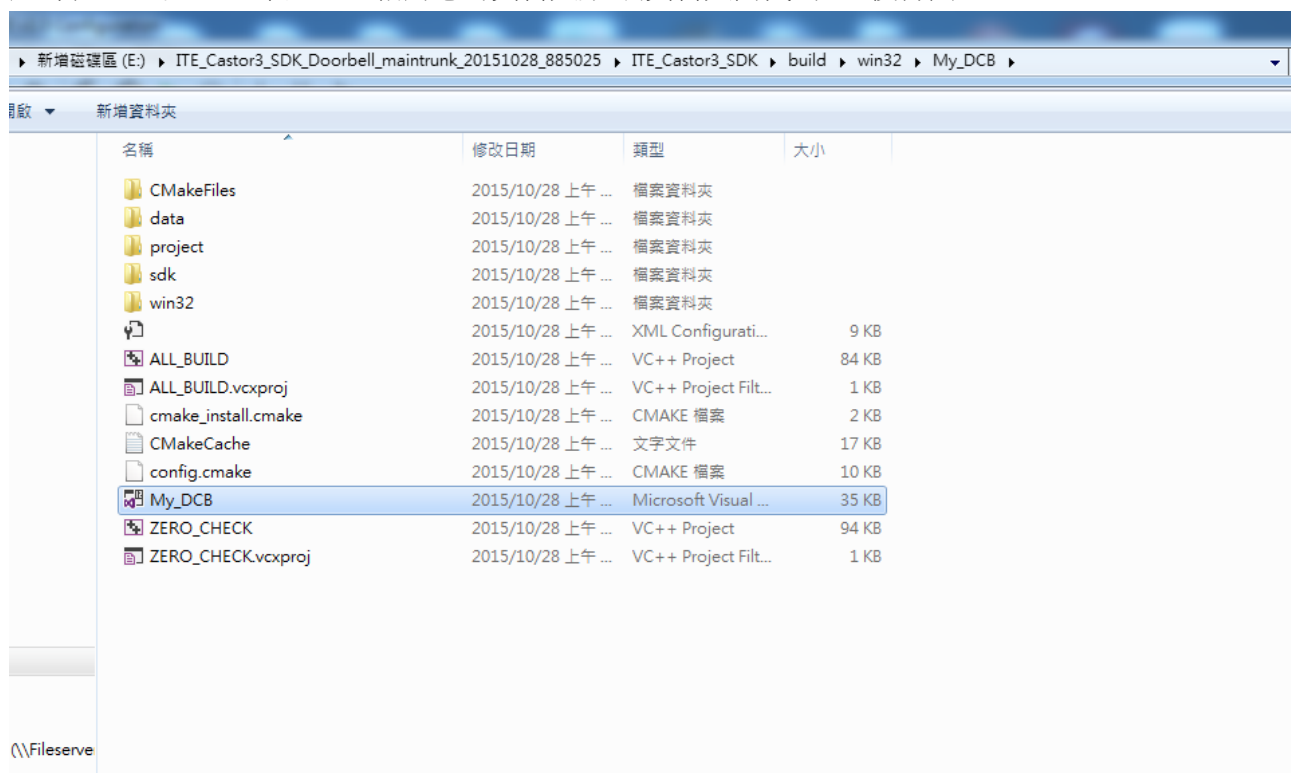 新增磁碟區 (E:) ▸ ITE_Castor3_SDK_Doorbell_maintrunk_20151028_885025 ▸ ITE_Castor3_SDK ▸ build ▸ win32 ▸ My_DCB ▸
新增資料夾
名稱 修改日期 類型 大小
CMakeFiles 2015/10/28 上午 ... 檔案資料夾
data 2015/10/28 上午 ... 檔案資料夾
project 2015/10/28 上午 ... 檔案資料夾
sdk 2015/10/28 上午 ... 檔案資料夾
win32 2015/10/28 上午 ... 檔案資料夾
2015/10/28 上午 ... XML Configurati... 9 KB
ALL_BUILD 2015/10/28 上午 ... VC++ Project 84 KB
ALL_BUILD.vcxproj 2015/10/28 上午 ... VC++ Project Filt... 1 KB
cmake_install.cmake 2015/10/28 上午 ... CMAKE 檔案 2 KB
CMakeCache 2015/10/28 上午 ... 文字文件 17 KB
config.cmake 2015/10/28 上午 ... CMAKE 檔案 10 KB
My_DCB 2015/10/28 上午 ... Microsoft Visual ... 35 KB
ZERO_CHECK 2015/10/28 上午 ... VC++ Project 94 KB
ZERO_CHECK.vcxproj 2015/10/28 上午 ... VC++ Project Filt... 1 KB
(\\Fileserve